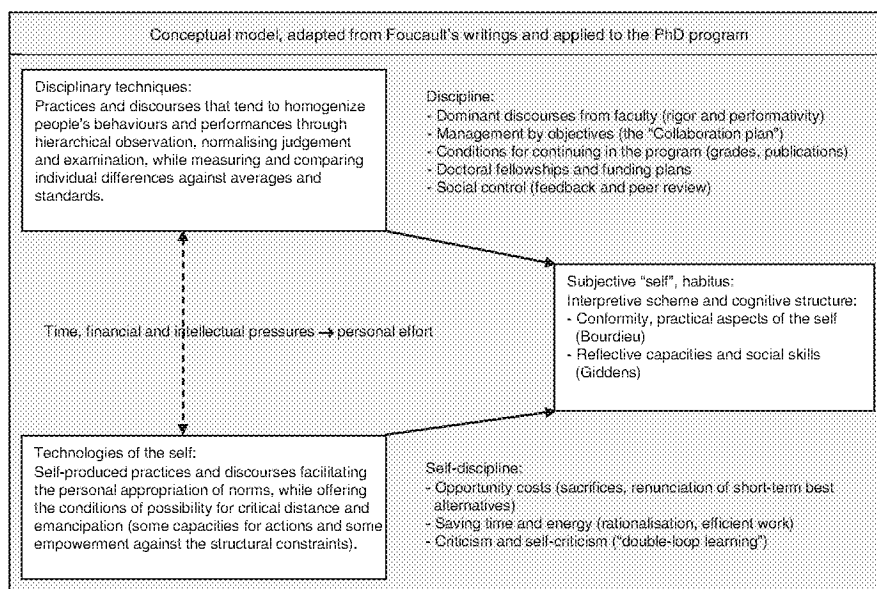 Conceptual model, adapted from Foucault's writings and applied to the PhD program
Disciplinary techniques:
Practices and discourses that tend to homogenize
people's behaviours and performances through
hierarchical observation, normalising judgement
and examination, while measuring and comparing
individual differences against averages and
standards.
Discipline:
- Dominant discourses from faculty (rigor and performativity)
- Management by objectives (the "Collaboration plan")
- Conditions for continuing in the program (grades, publications)
- Doctoral fellowships and funding plans
- Social control (feedback and peer review)
Time, financial and intellectual pressures → personal effort
Subjective "self", habitus:
Interpretive scheme and cognitive structure:
- Conformity, practical aspects of the self
(Bourdieu)
- Reflective capacities and social skills
(Giddens)
Technologies of the self:
Self-produced practices and discourses facilitating
the personal appropriation of norms, while offering
the conditions of possibility for critical distance and
emancipation (some capacities for actions and some
empowerment against the structural constraints).
Self-discipline:
- Opportunity costs (sacrifices, renunciation of short-term best
alternatives)
- Saving time and energy (rationalisation, efficient work)
- Criticism and self-criticism ("double-loop learning")